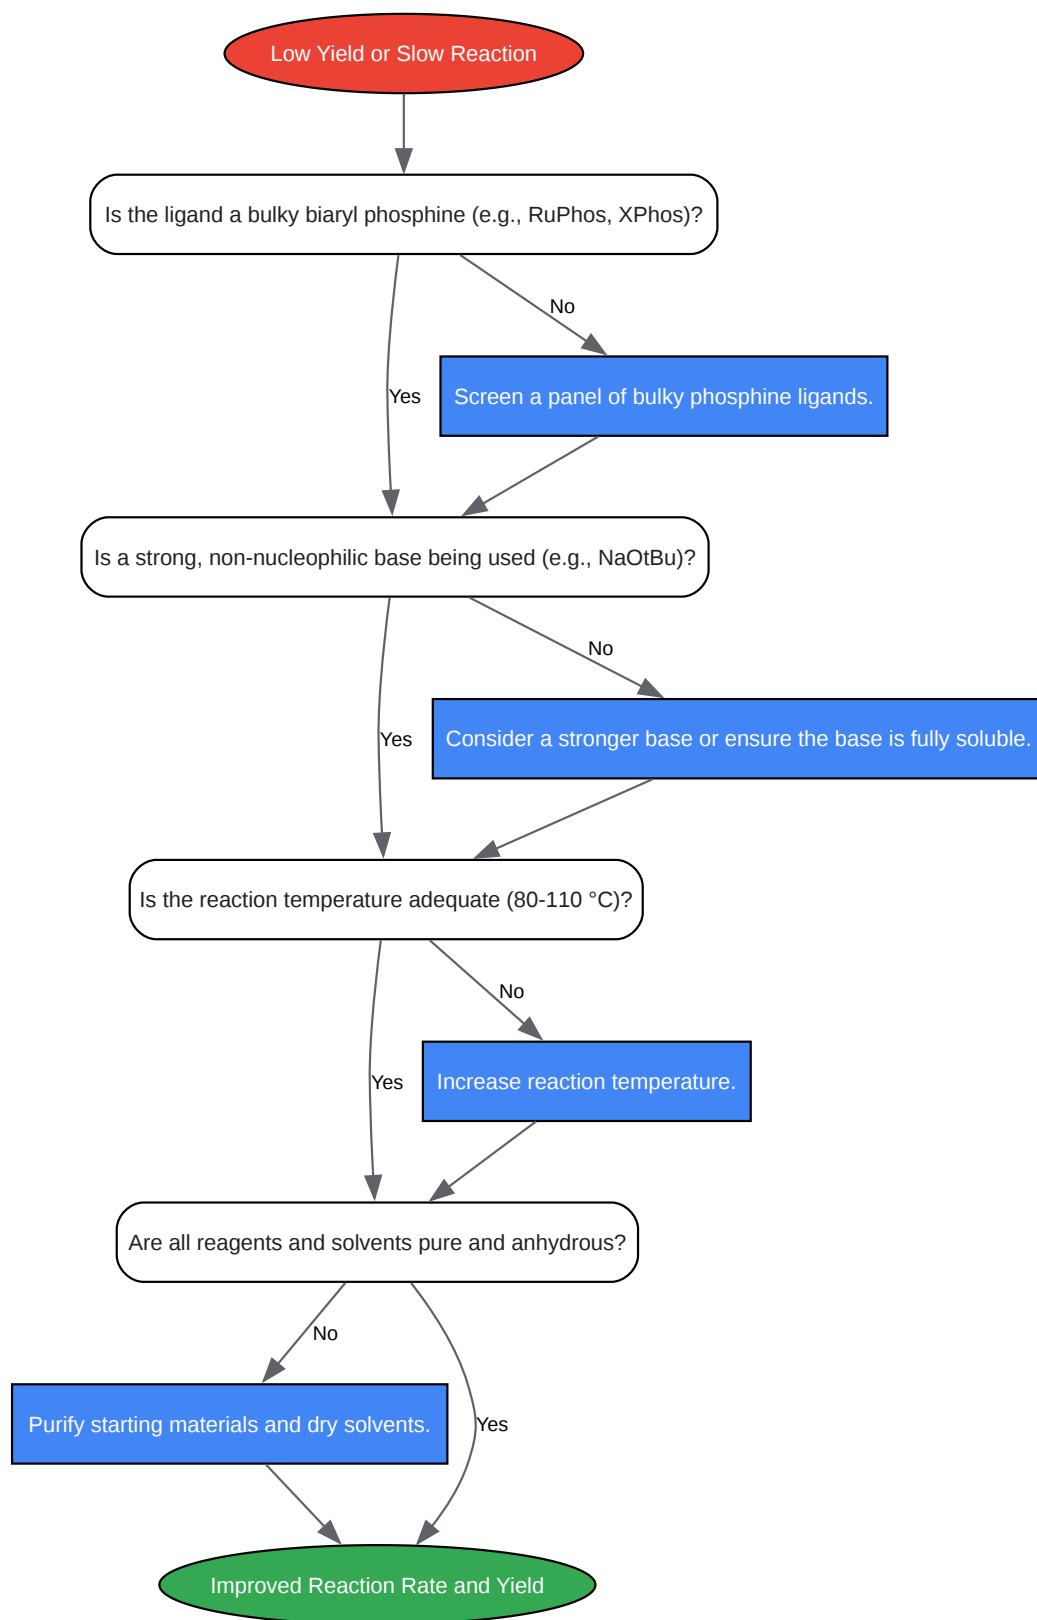 Low Yield or Slow Reaction
Is the ligand a bulky biaryl phosphine (e.g., RuPhos, XPhos)?
No
Yes
Screen a panel of bulky phosphine ligands.
Is a strong, non-nucleophilic base being used (e.g., NaOtBu)?
No
Yes
Consider a stronger base or ensure the base is fully soluble.
Is the reaction temperature adequate (80-110 °C)?
No
Yes
Increase reaction temperature.
Are all reagents and solvents pure and anhydrous?
No
Yes
Purify starting materials and dry solvents.
Improved Reaction Rate and Yield